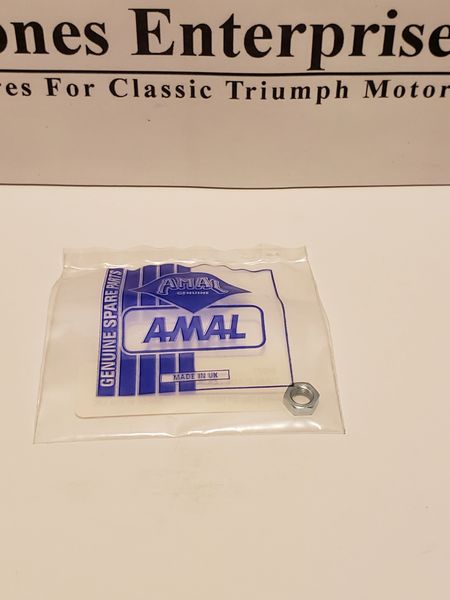 ones Enterprise
res For Classic Triumph Motor
GENUINE SPARE PARTS
AMAL
GENUINE
AMAL
MADE IN UK